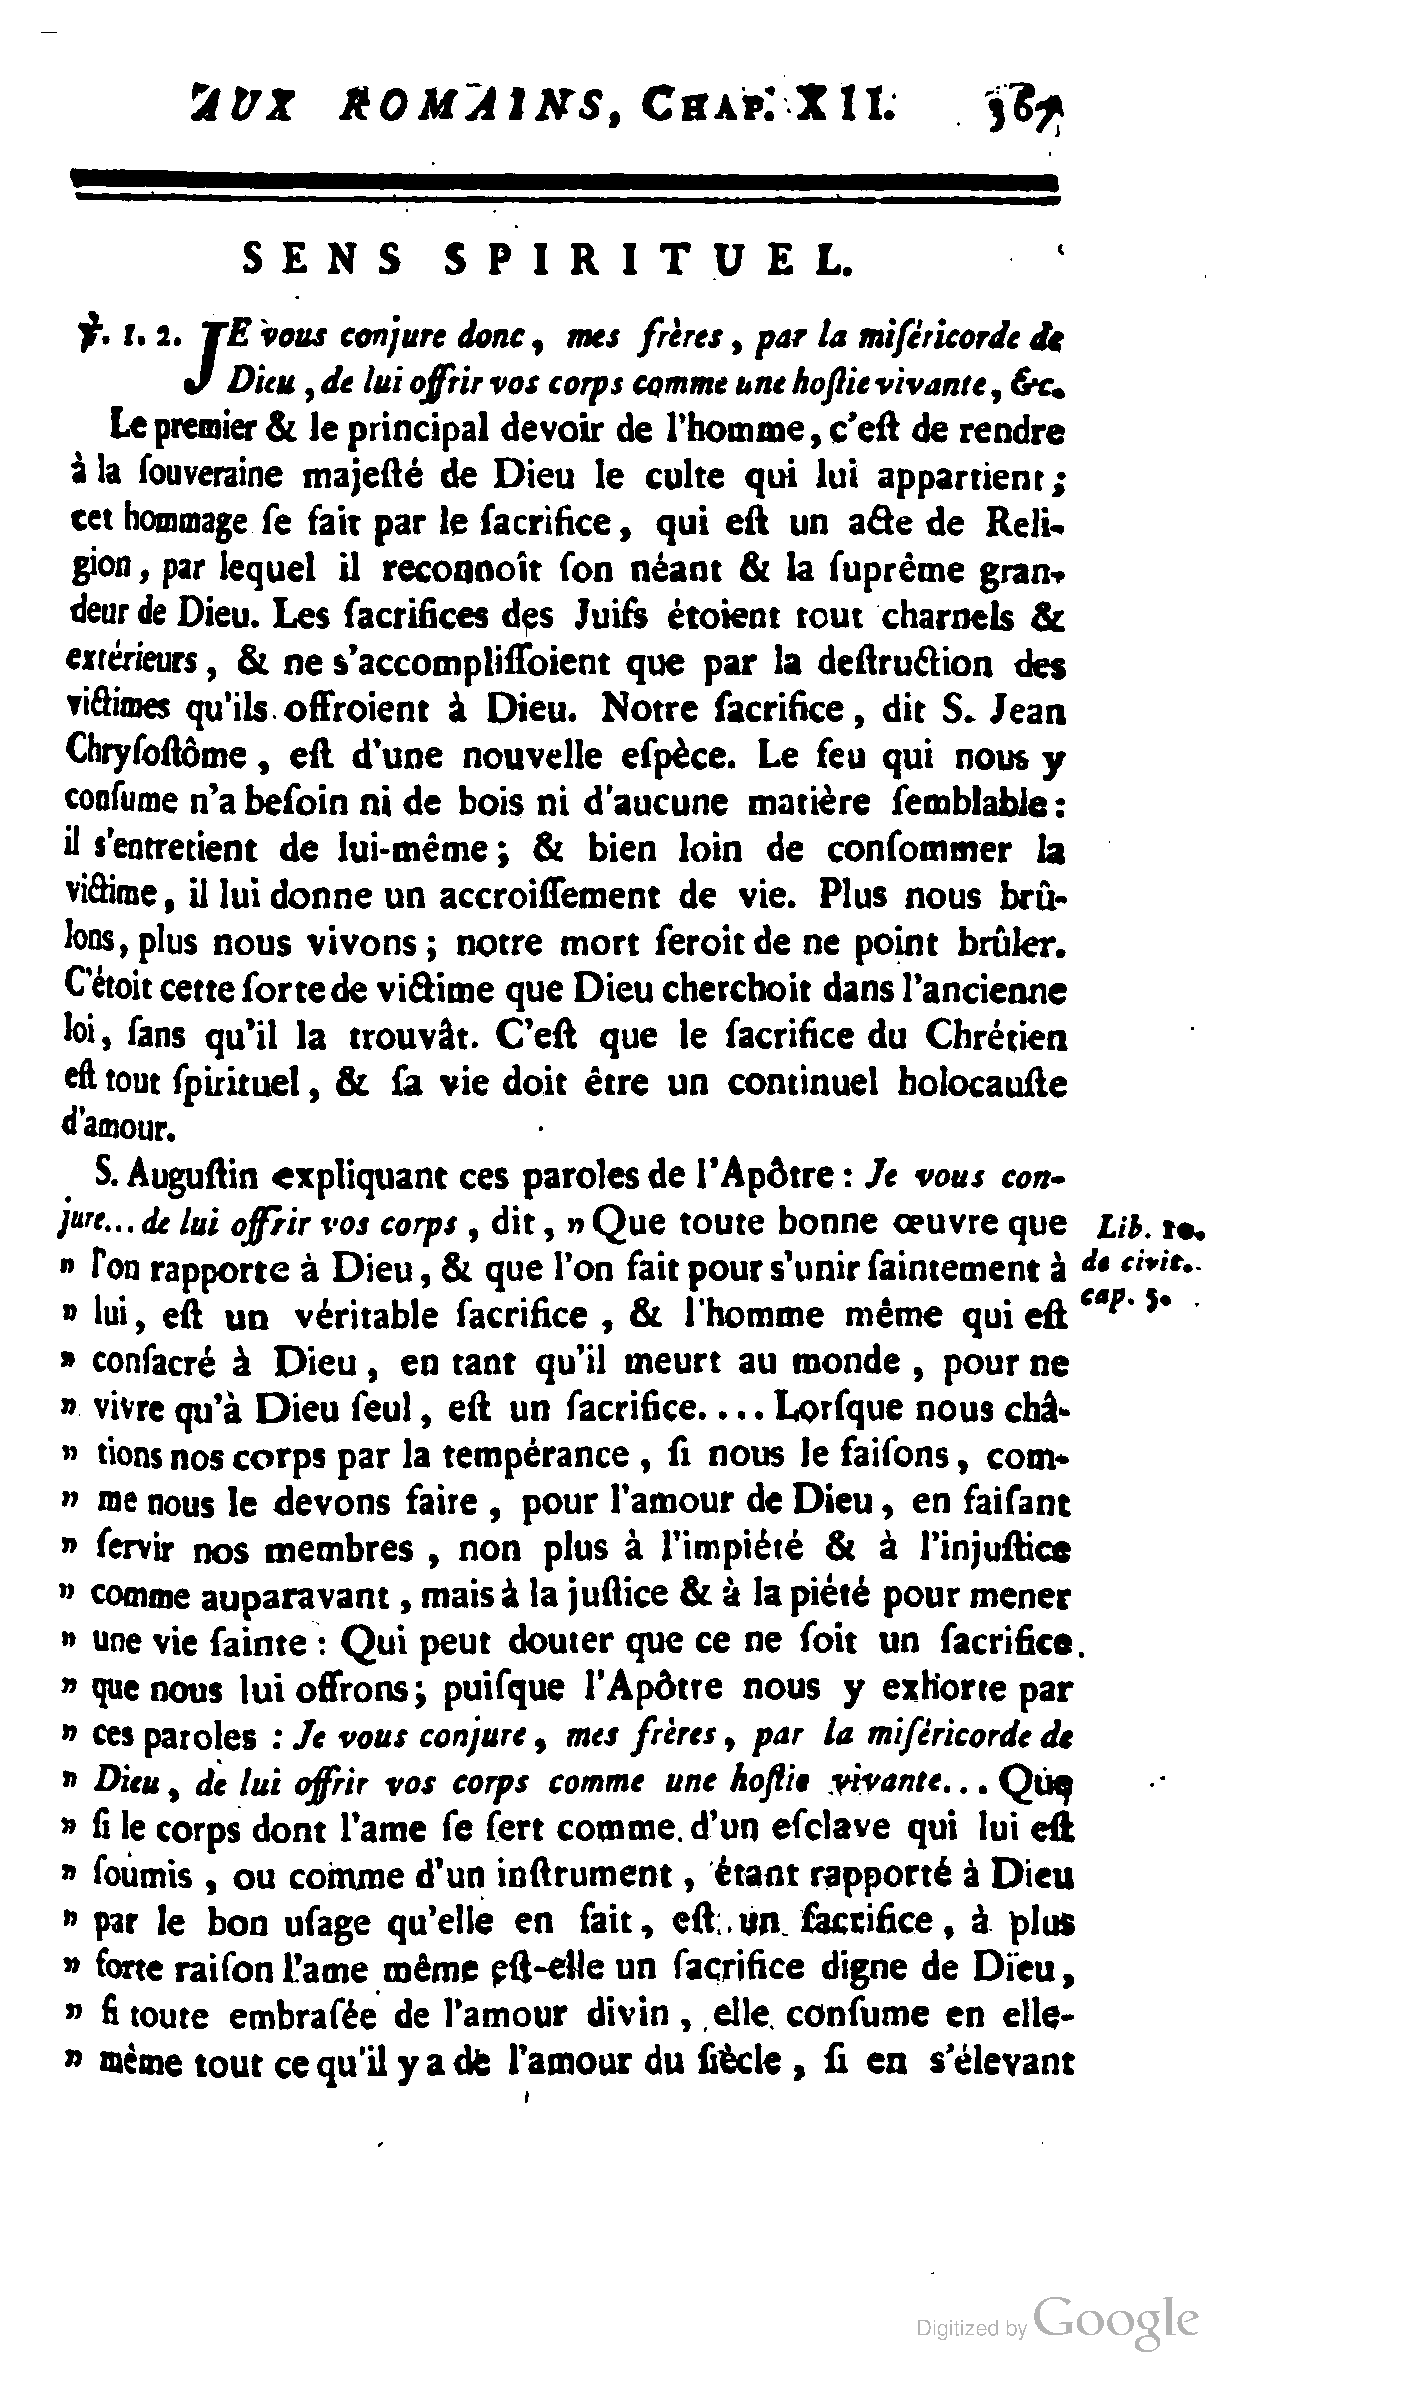 AUX ROMAINS, CHAP. XII. 367
SENS SPIRITUEL.
℣. 1. 2. JE vous conjure donc, mes frères, par la miſéricorde de
Dieu, de lui offrir vos corps comme une hoſtie vivante, &c.
Le premier & le principal devoir de l'homme, c'eſt de rendre
à la ſouveraine majeſté de Dieu le culte qui lui appartient;
cet hommage ſe fait par le ſacrifice, qui eſt un acte de Reli-
gion, par lequel il reconnoît ſon néant & la ſuprême gran-
deur de Dieu. Les ſacrifices des Juifs étoient tout charnels &
extérieurs, & ne s'accompliſſoient que par la deſtruction des
victimes qu'ils offroient à Dieu. Notre ſacrifice, dit S. Jean
Chryſoſtôme, eſt d'une nouvelle eſpèce. Le feu qui nous y
conſume n'a beſoin ni de bois ni d'aucune matière ſemblable:
il s'entretient de lui-même; & bien loin de conſommer la
victime, il lui donne un accroiſſement de vie. Plus nous brû-
lons, plus nous vivons; notre mort ſeroit de ne point brûler.
C'étoit cette ſorte de victime que Dieu cherchoit dans l'ancienne
loi, ſans qu'il la trouvât. C'eſt que le ſacrifice du Chrétien
eſt tout ſpirituel, & ſa vie doit être un continuel holocauſte
d'amour.
S. Auguſtin expliquant ces paroles de l'Apôtre: Je vous con-
jure... de lui offrir vos corps, dit, » Que toute bonne œuvre que
» l'on rapporte à Dieu, & que l'on fait pour s'unir ſaintement à
» lui, eſt un véritable ſacrifice, & l'homme même qui eſt
» conſacré à Dieu, en tant qu'il meurt au monde, pour ne
» vivre qu'à Dieu ſeul, eſt un ſacrifice.... Lorſque nous châ-
» tions nos corps par la tempérance, ſi nous le faiſons, com-
» me nous le devons faire, pour l'amour de Dieu, en faiſant
» ſervir nos membres, non plus à l'impiété & à l'injuſtice
» comme auparavant, mais à la juſtice & à la piété pour mener
» une vie ſainte: Qui peut douter que ce ne ſoit un ſacrifice
» que nous lui offrons; puiſque l'Apôtre nous y exhorte par
» ces paroles: Je vous conjure, mes frères, par la miſéricorde de
» Dieu, de lui offrir vos corps comme une hoſtie vivante... Que
» ſi le corps dont l'ame ſe ſert comme d'un eſclave qui lui eſt
» ſoumis, ou comme d'un inſtrument, étant rapporté à Dieu
» par le bon uſage qu'elle en fait, eſt un ſacrifice, à plus
» forte raiſon l'ame même eſt-elle un ſacrifice digne de Dieu,
» ſi toute embraſée de l'amour divin, elle conſume en elle-
» même tout ce qu'il y a de l'amour du ſiècle, ſi en s'élevant
Lib. 10.
de civit.
cap. 5.
Digitized by Google